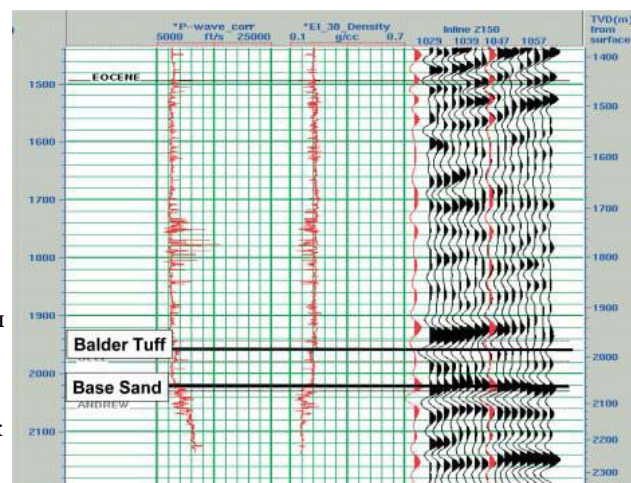 *P-wave_corr
5000 ft/s 25000
*EI_30_Density
0.1 g/cc 0.7
Inline 2150
1029 1039 1047 1057
TVD(m)
from
surface
1400
EOCENE
1500
1500
1600
1600
1700
1700
1800
1800
1900
1900
Balder Tuff
2000
2000
Base Sand
ANDREW
2100
2100
2200
2300